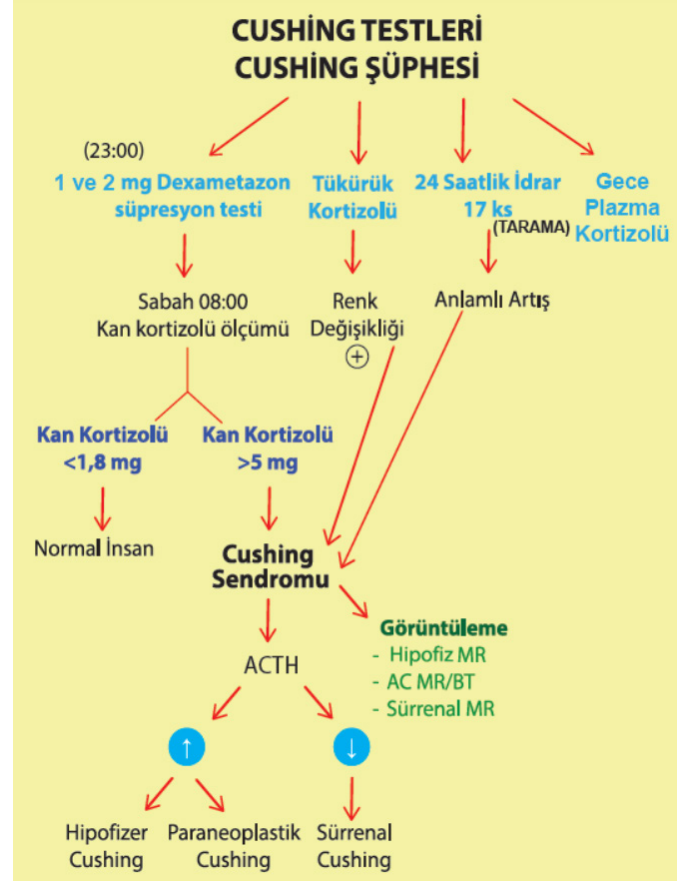 CUSHİNG TESTLERİ
CUSHİNG ŞÜPHESİ
(23:00)
1 ve 2 mg Dexametazon
süpresyon testi
Tükürük
Kortizolü
24 Saatlik İdrar
17 ks
(TARAMA)
Gece
Plazma
Kortizolü
Sabah 08:00
Kan kortizolü ölçümü
Renk
Değişikliği
+
Anlamlı Artış
Kan Kortizolü
<1,8 mg
Kan Kortizolü
>5 mg
Normal İnsan
Cushing
Sendromu
Görüntüleme
- Hipofiz MR
- AC MR/BT
- Sürrenal MR
ACTH
↑
↓
Hipofizer
Cushing
Paraneoplastik
Cushing
Sürrenal
Cushing